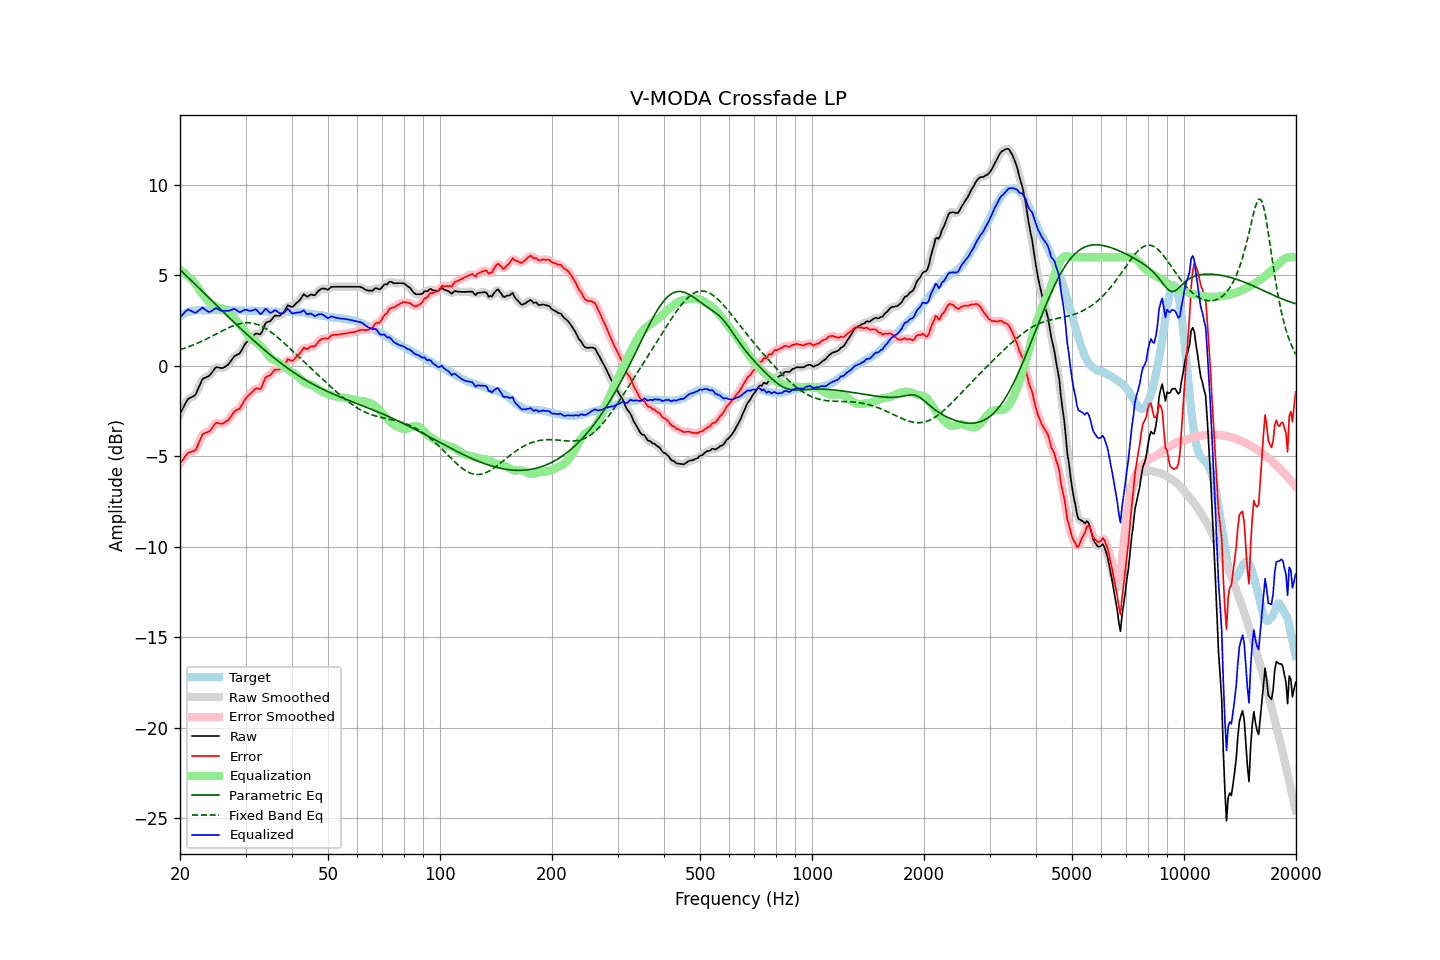 V-MODA Crossfade LP
10
5
0
−5
−10
−15
−20
−25
Amplitude (dBr)
Target
Raw Smoothed
Error Smoothed
Raw
Error
Equalization
Parametric Eq
Fixed Band Eq
Equalized
20 50 100 200 500 1000 2000 5000 10000 20000
Frequency (Hz)